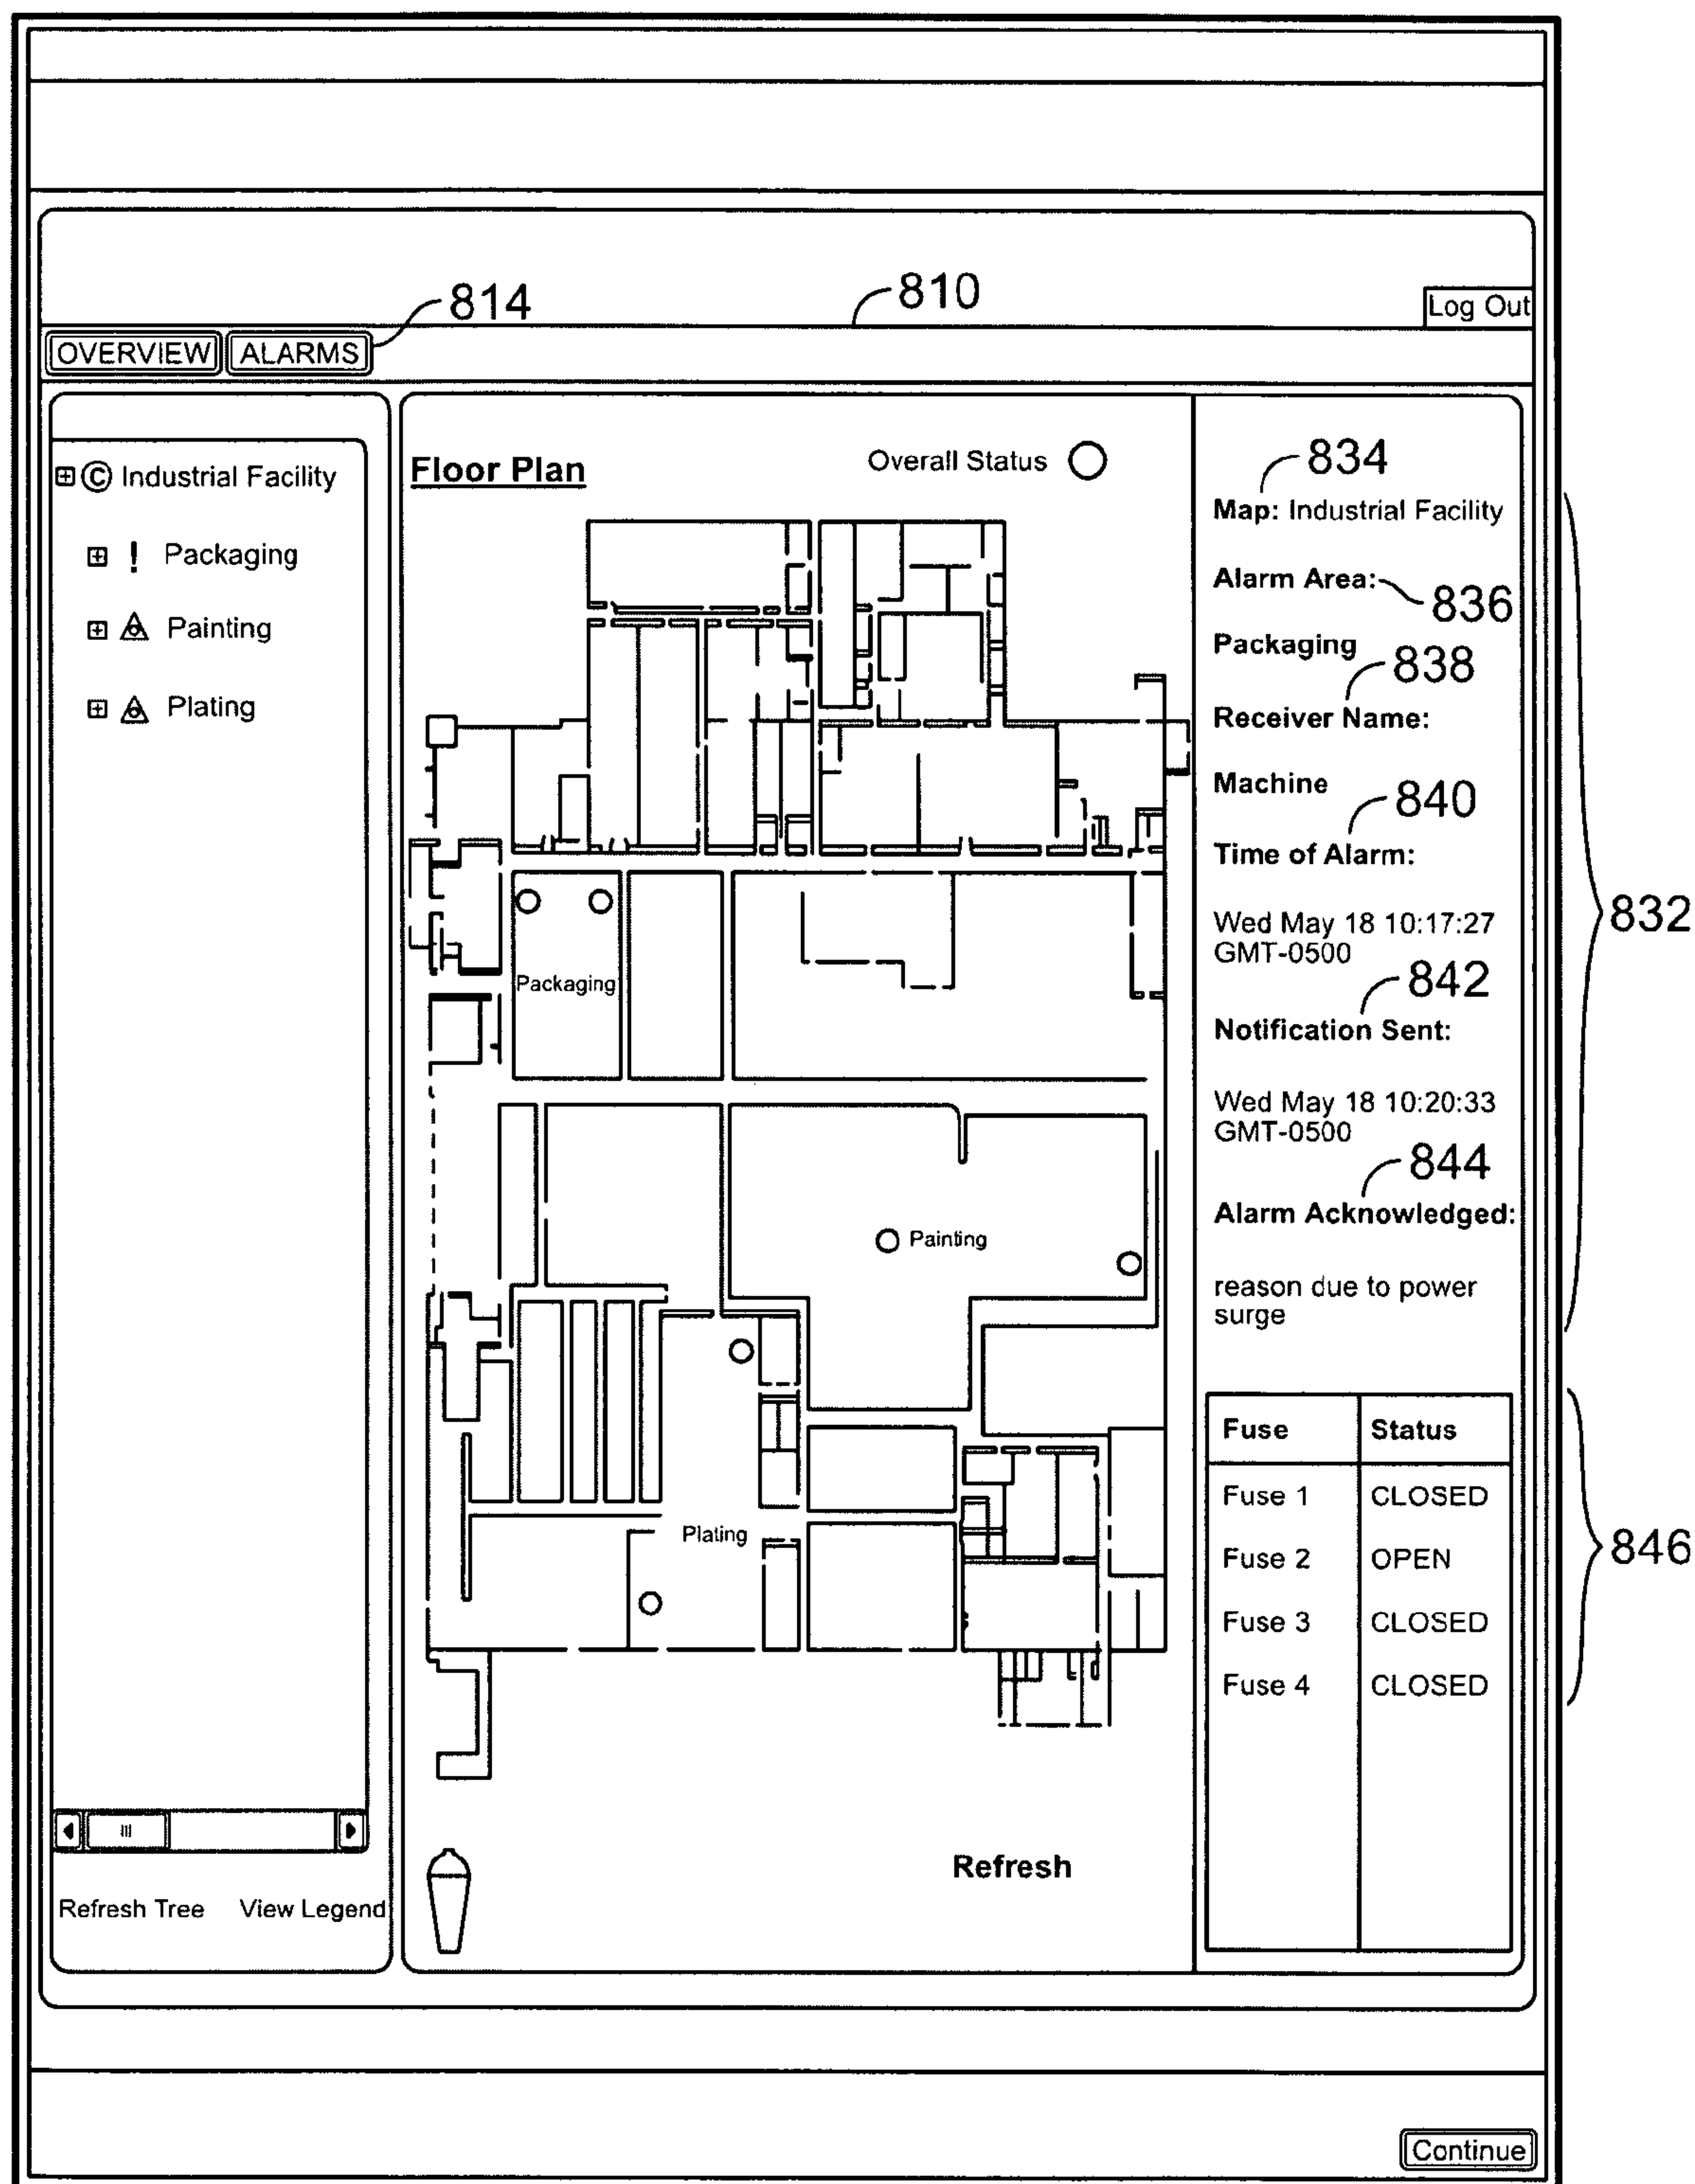 814
810
Log Out
OVERVIEW
ALARMS
© Industrial Facility
! Packaging
Painting
Plating
Refresh Tree
View Legend
Floor Plan
Overall Status
Packaging
Painting
Plating
Refresh
834
Map: Industrial Facility
Alarm Area:
836
Packaging
838
Receiver Name:
Machine
840
Time of Alarm:
Wed May 18 10:17:27
GMT-0500
842
Notification Sent:
Wed May 18 10:20:33
GMT-0500
844
Alarm Acknowledged:
reason due to power
surge
832
Fuse Status
Fuse 1 CLOSED
Fuse 2 OPEN
Fuse 3 CLOSED
Fuse 4 CLOSED
846
Continue